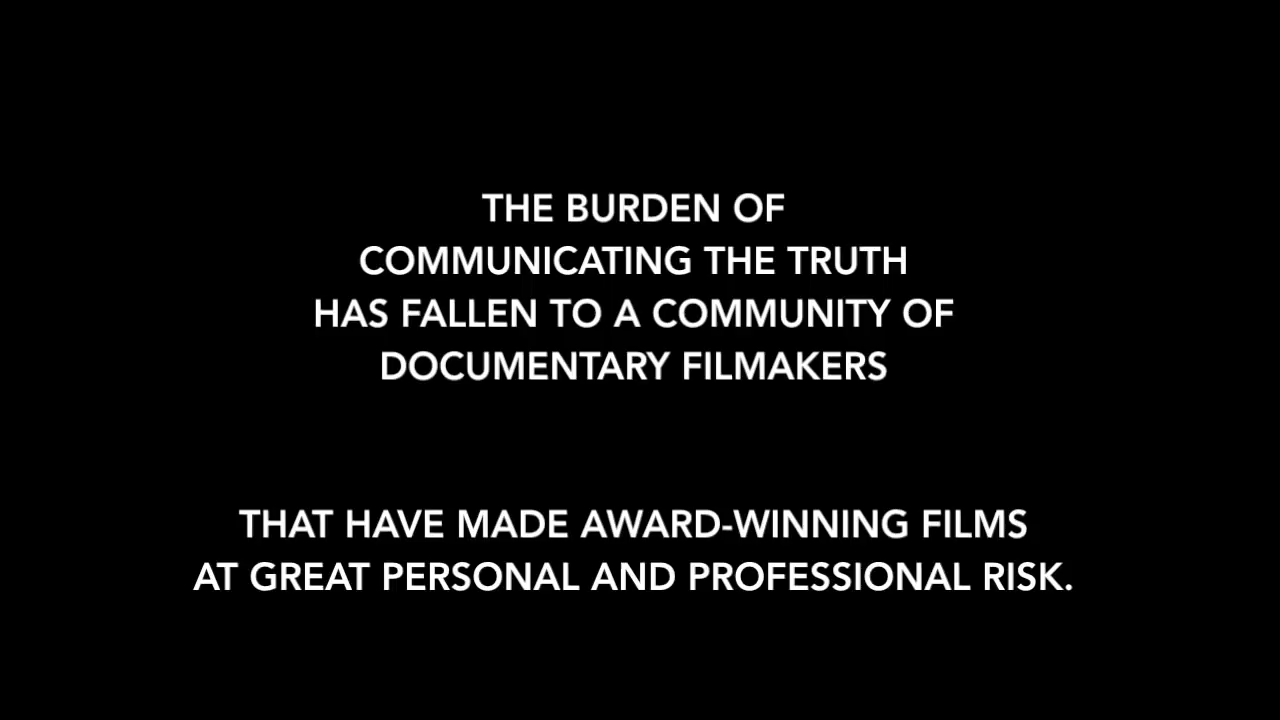 THE BURDEN OF
COMMUNICATING THE TRUTH
HAS FALLEN TO A COMMUNITY OF
DOCUMENTARY FILMAKERS
THAT HAVE MADE AWARD-WINNING FILMS
AT GREAT PERSONAL AND PROFESSIONAL RISK.